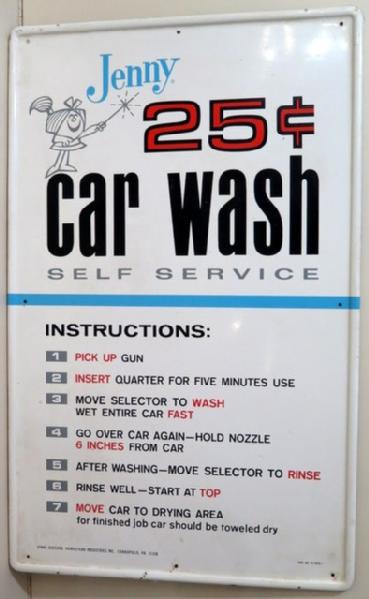 Jenny
25¢
car wash
SELF SERVICE
INSTRUCTIONS:
1 PICK UP GUN
2 INSERT QUARTER FOR FIVE MINUTES USE
3 MOVE SELECTOR TO WASH
WET ENTIRE CAR FAST
4 GO OVER CAR AGAIN—HOLD NOZZLE
6 INCHES FROM CAR
5 AFTER WASHING—MOVE SELECTOR TO RINSE
6 RINSE WELL—START AT TOP
7 MOVE CAR TO DRYING AREA
for finished job car should be toweled dry